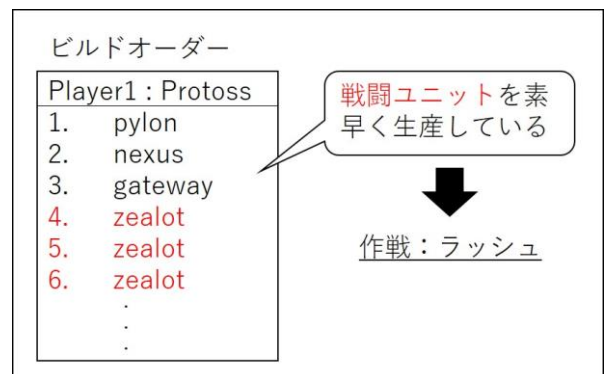 ビルドオーダー
Player1 : Protoss
1. pylon
2. nexus
3. gateway
4. zealot
5. zealot
6. zealot
.
.
.
戦闘ユニットを素
早く生産している
作戦：ラッシュ